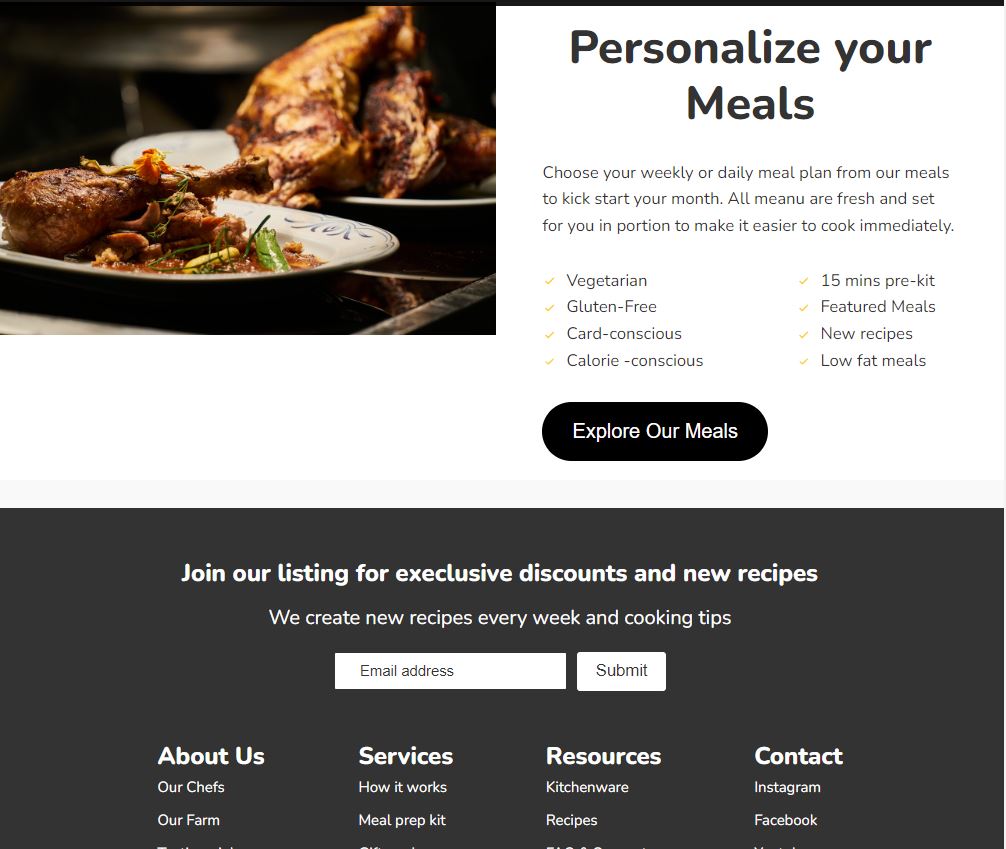 Personalize your
Meals
Choose your weekly or daily meal plan from our meals
to kick start your month. All meanu are fresh and set
for you in portion to make it easier to cook immediately.
Vegetarian
Gluten-Free
Card-conscious
Calorie -conscious
15 mins pre-kit
Featured Meals
New recipes
Low fat meals
Explore Our Meals
Join our listing for execlusive discounts and new recipes
We create new recipes every week and cooking tips
Email address Submit
About Us Services Resources Contact
Our Chefs How it works Kitchenware Instagram
Our Farm Meal prep kit Recipes Facebook